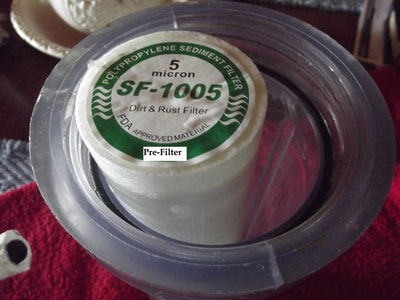 POLYPROPYLENE SEDIMENT FILTER
5
micron
SF-1005
Dirt & Rust Filter
FDA APPROVED MATERIAL
Pre-Filter